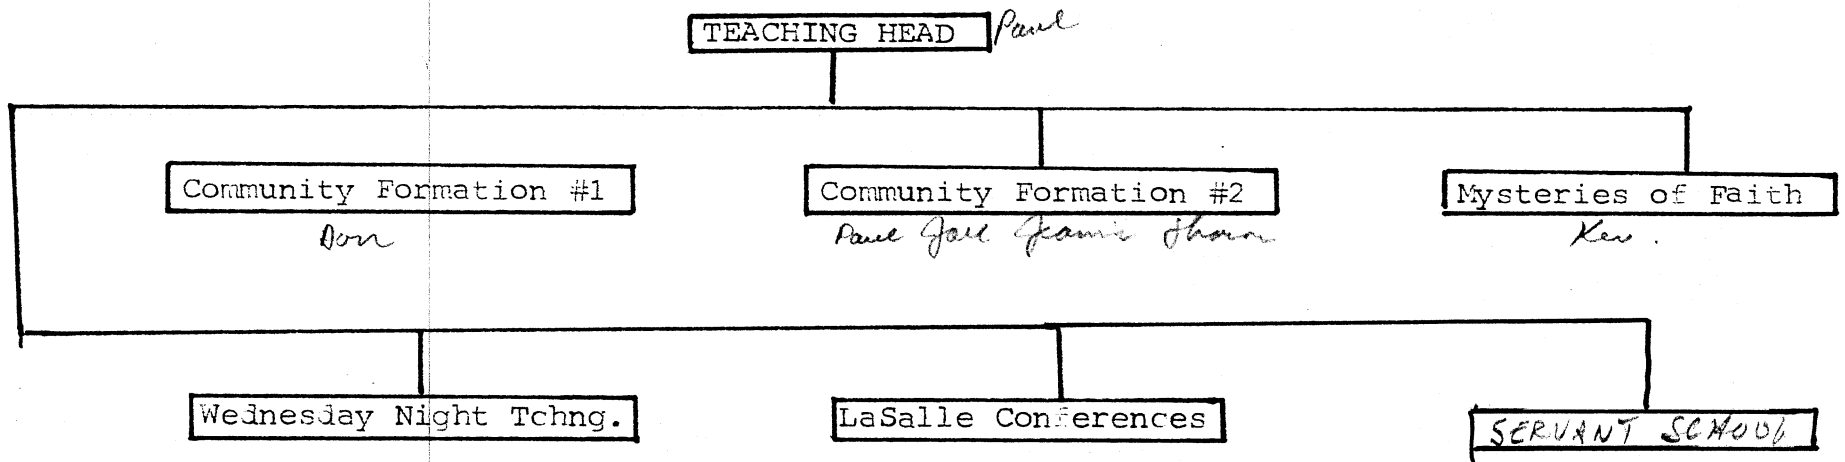 TEACHING HEAD Paul
Community Formation #1
Community Formation #2
Mysteries of Faith
Don
Paul
Kev.
Wednesday Night Tchng.
LaSalle Conferences
SERVANT SCHOOL